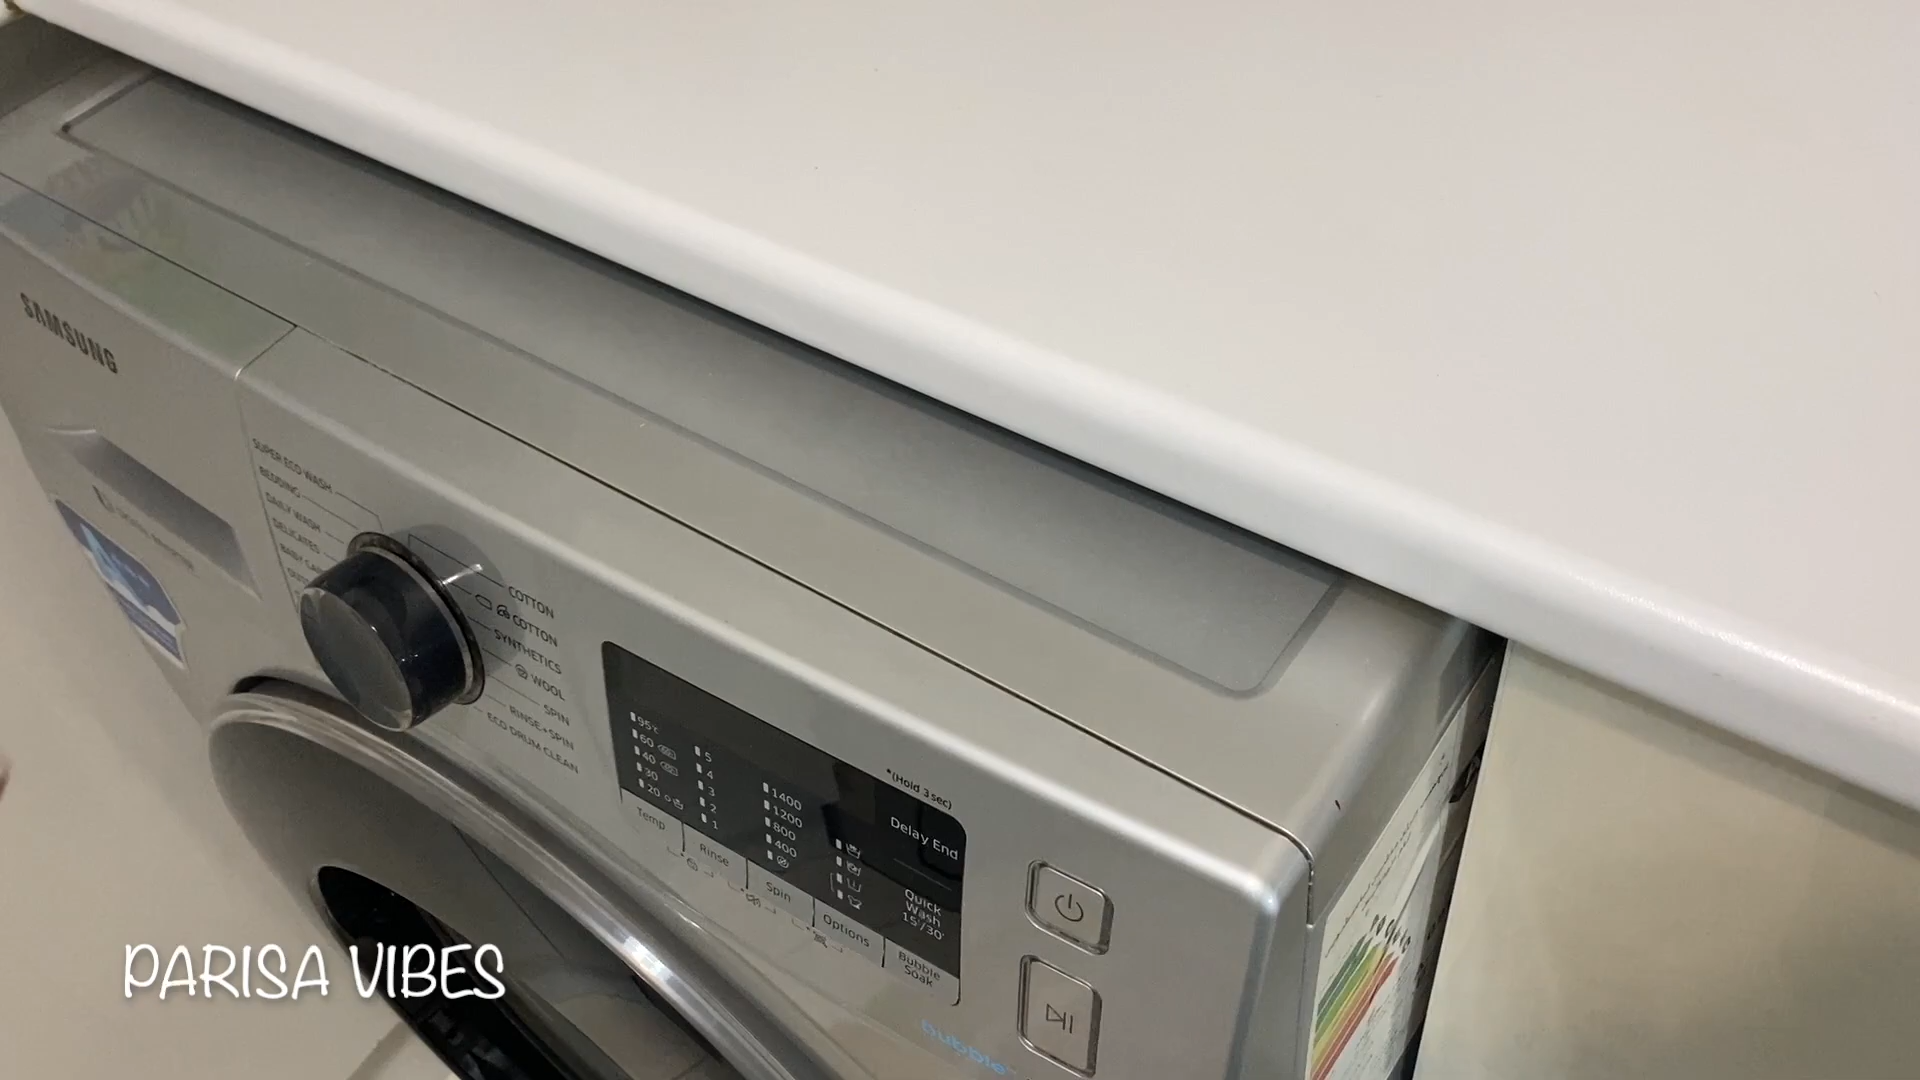 SAMSUNG
SUPER ECO WASH
BEDDING
DAILY WASH
DELICATES
COTTON
COTTON
SYNTHETICS
WOOL
SPIN
RINSE+SPIN
ECO DRUM CLEAN
95℃
60
40
30
20
5
4
3
2
1
1400
1200
800
400
*(Hold 3 sec)
Delay End
Quick
Wash
15'/30'
Temp
Rinse
Spin
Options
Bubble
Soak
bubble
PARISA VIBES